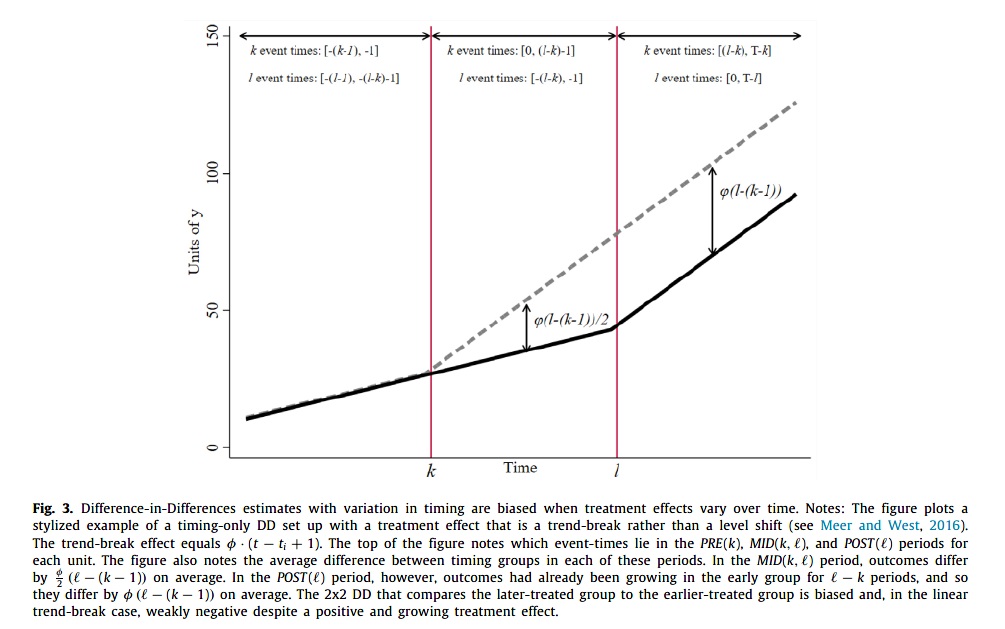 150
100
50
0
Units of y
k event times: [-(k-1), -1]
l event times: [-(l-1), -(l-k)-1]
k event times: [0, (l-k)-1]
l event times: [-(l-k), -1]
k event times: [(l-k), T-k]
l event times: [0, T-l]
φ(l-(k-1))
φ(l-(k-1))/2
k
Time
l
Fig. 3. Difference-in-Differences estimates with variation in timing are biased when treatment effects vary over time. Notes: The figure plots a
stylized example of a timing-only DD set up with a treatment effect that is a trend-break rather than a level shift (see Meer and West, 2016).
The trend-break effect equals ϕ · (t − tᵢ + 1). The top of the figure notes which event-times lie in the PRE(k), MID(k, ℓ), and POST(ℓ) periods for
each unit. The figure also notes the average difference between timing groups in each of these periods. In the MID(k, ℓ) period, outcomes differ
by ϕ/2 (ℓ − (k − 1)) on average. In the POST(ℓ) period, however, outcomes had already been growing in the early group for ℓ − k periods, and so
they differ by ϕ (ℓ − (k − 1)) on average. The 2x2 DD that compares the later-treated group to the earlier-treated group is biased and, in the linear
trend-break case, weakly negative despite a positive and growing treatment effect.